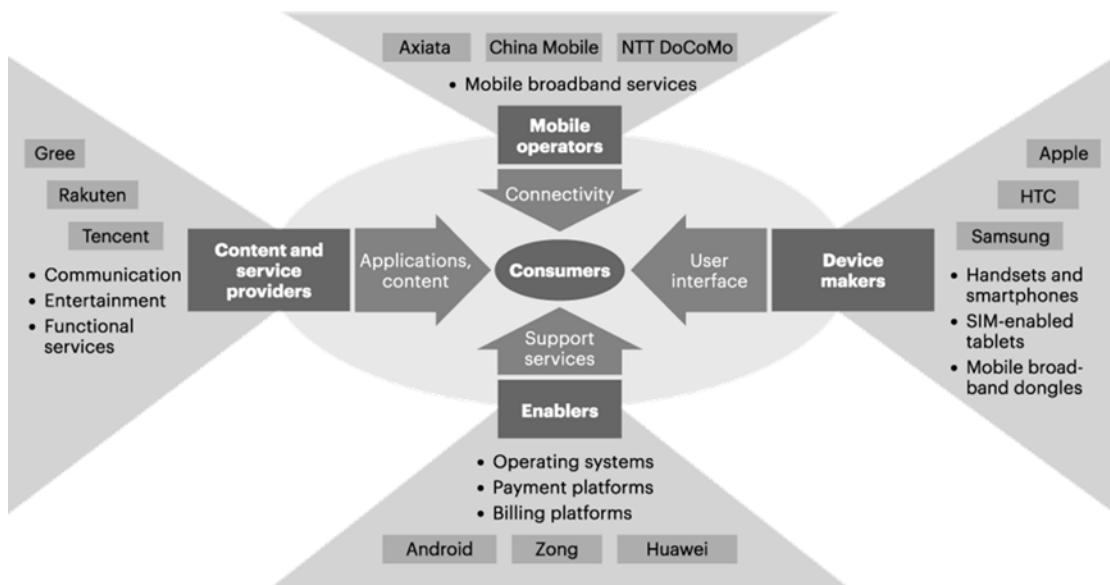 Axiata
China Mobile
NTT DoCoMo
• Mobile broadband services
Mobile
operators
Connectivity
Gree
Rakuten
Tencent
• Communication
• Entertainment
• Functional
services
Content and
service
providers
Applications,
content
Consumers
User
interface
Device
makers
Apple
HTC
Samsung
• Handsets and
smartphones
• SIM-enabled
tablets
• Mobile broad-
band dongles
Support
services
Enablers
• Operating systems
• Payment platforms
• Billing platforms
Android
Zong
Huawei